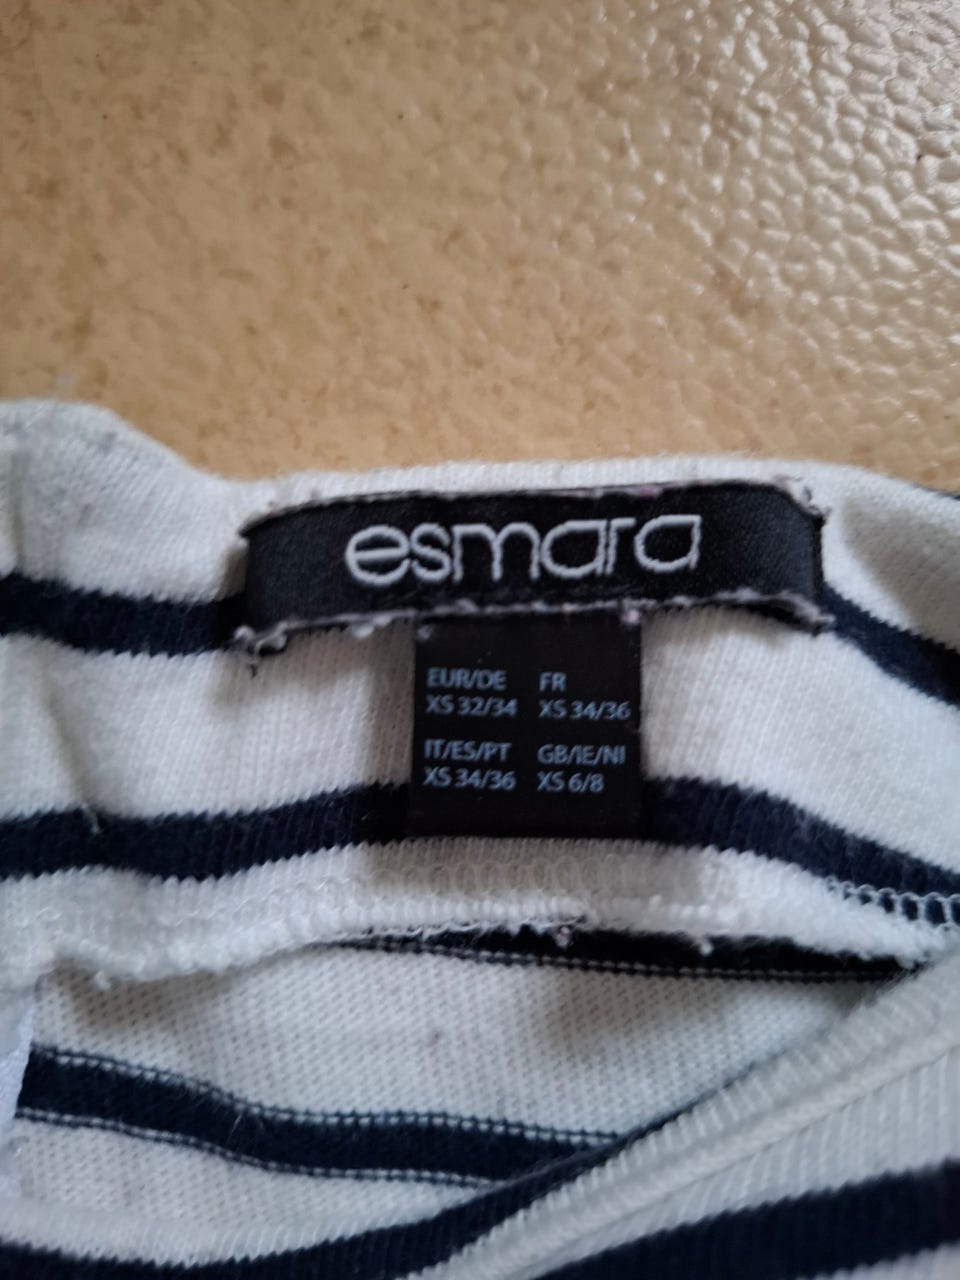 esmara
EUR/DE FR
XS 32/34 XS 34/36
IT/ES/PT GB/IE/NI
XS 34/36 XS 6/8